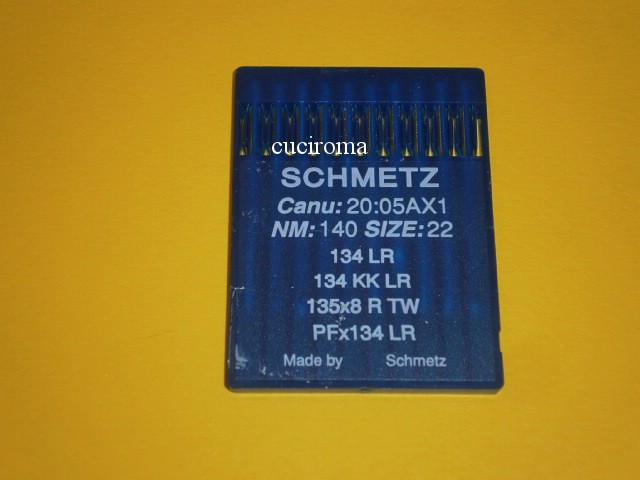 cuciroma
SCHMETZ
Canu: 20:05AX1
NM: 140 SIZE: 22
134 LR
134 KK LR
135x8 R TW
PFx134 LR
Made by Schmetz